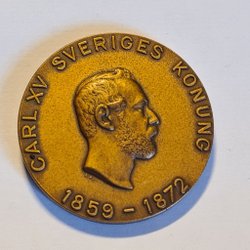 CARL XV SVERIGES KONUNG
1859 – 1872